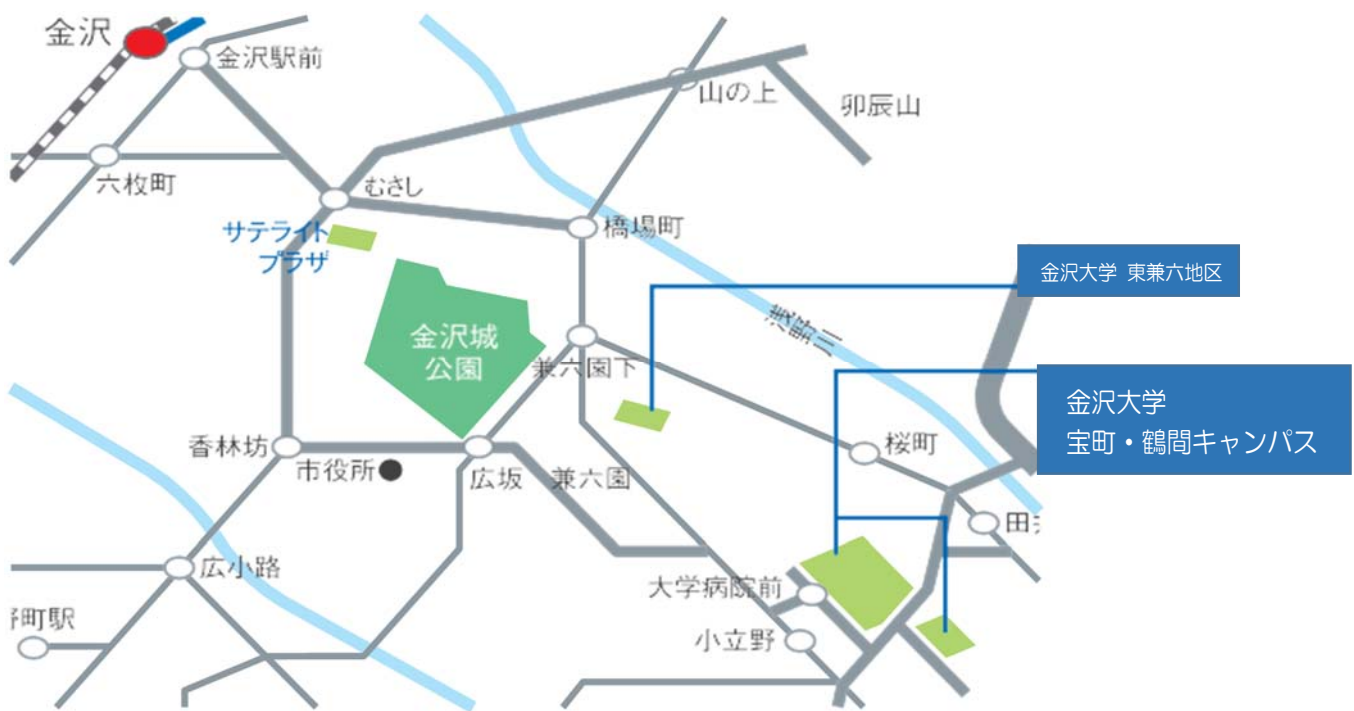 金沢
金沢駅前
山の上
卯辰山
六枚町
むさし
サテライト
プラザ
橋場町
金沢大学 東兼六地区
金沢城
公園
兼六園下
金沢大学
宝町・鶴間キャンパス
香林坊
市役所
広坂
兼六園
桜町
広小路
大学病院前
町駅
小立野